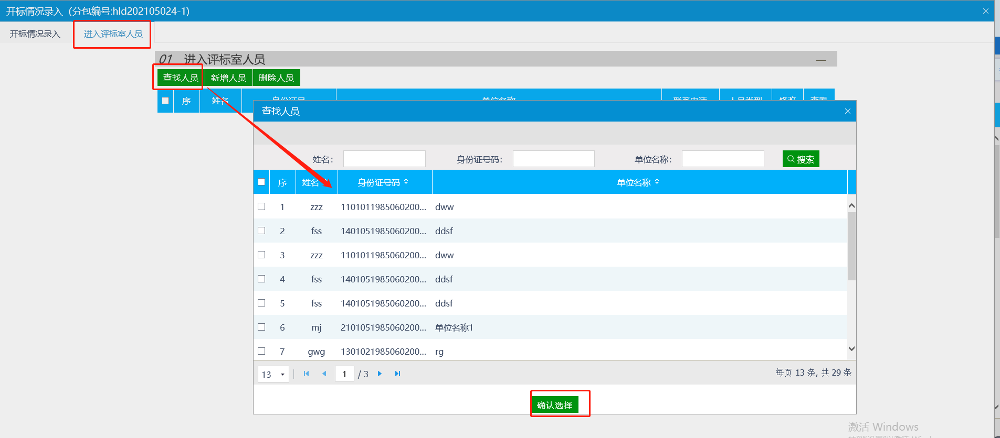 开标情况录入 (分包编号:hld202105024-1)
开标情况录入 进入评标室人员
01 进入评标室人员
查找人员 新增人员 删除人员
序 姓名 身份证号 单位名称 联系电话 人员类型 修改 查看
查找人员
姓名: 身份证号码: 单位名称: 搜索
序 姓名 身份证号码 单位名称
1 zzz 1101011985060200... dww
2 fss 1401051985060200... ddsf
3 zzz 1101011985060200... dww
4 fss 1401051985060200... ddsf
5 fss 1401051985060200... ddsf
6 mj 2101051985060200... 单位名称1
7 gwg 1301021985060200... rg
13 1 / 3 每页 13 条, 共 29 条
确认选择
激活 Windows